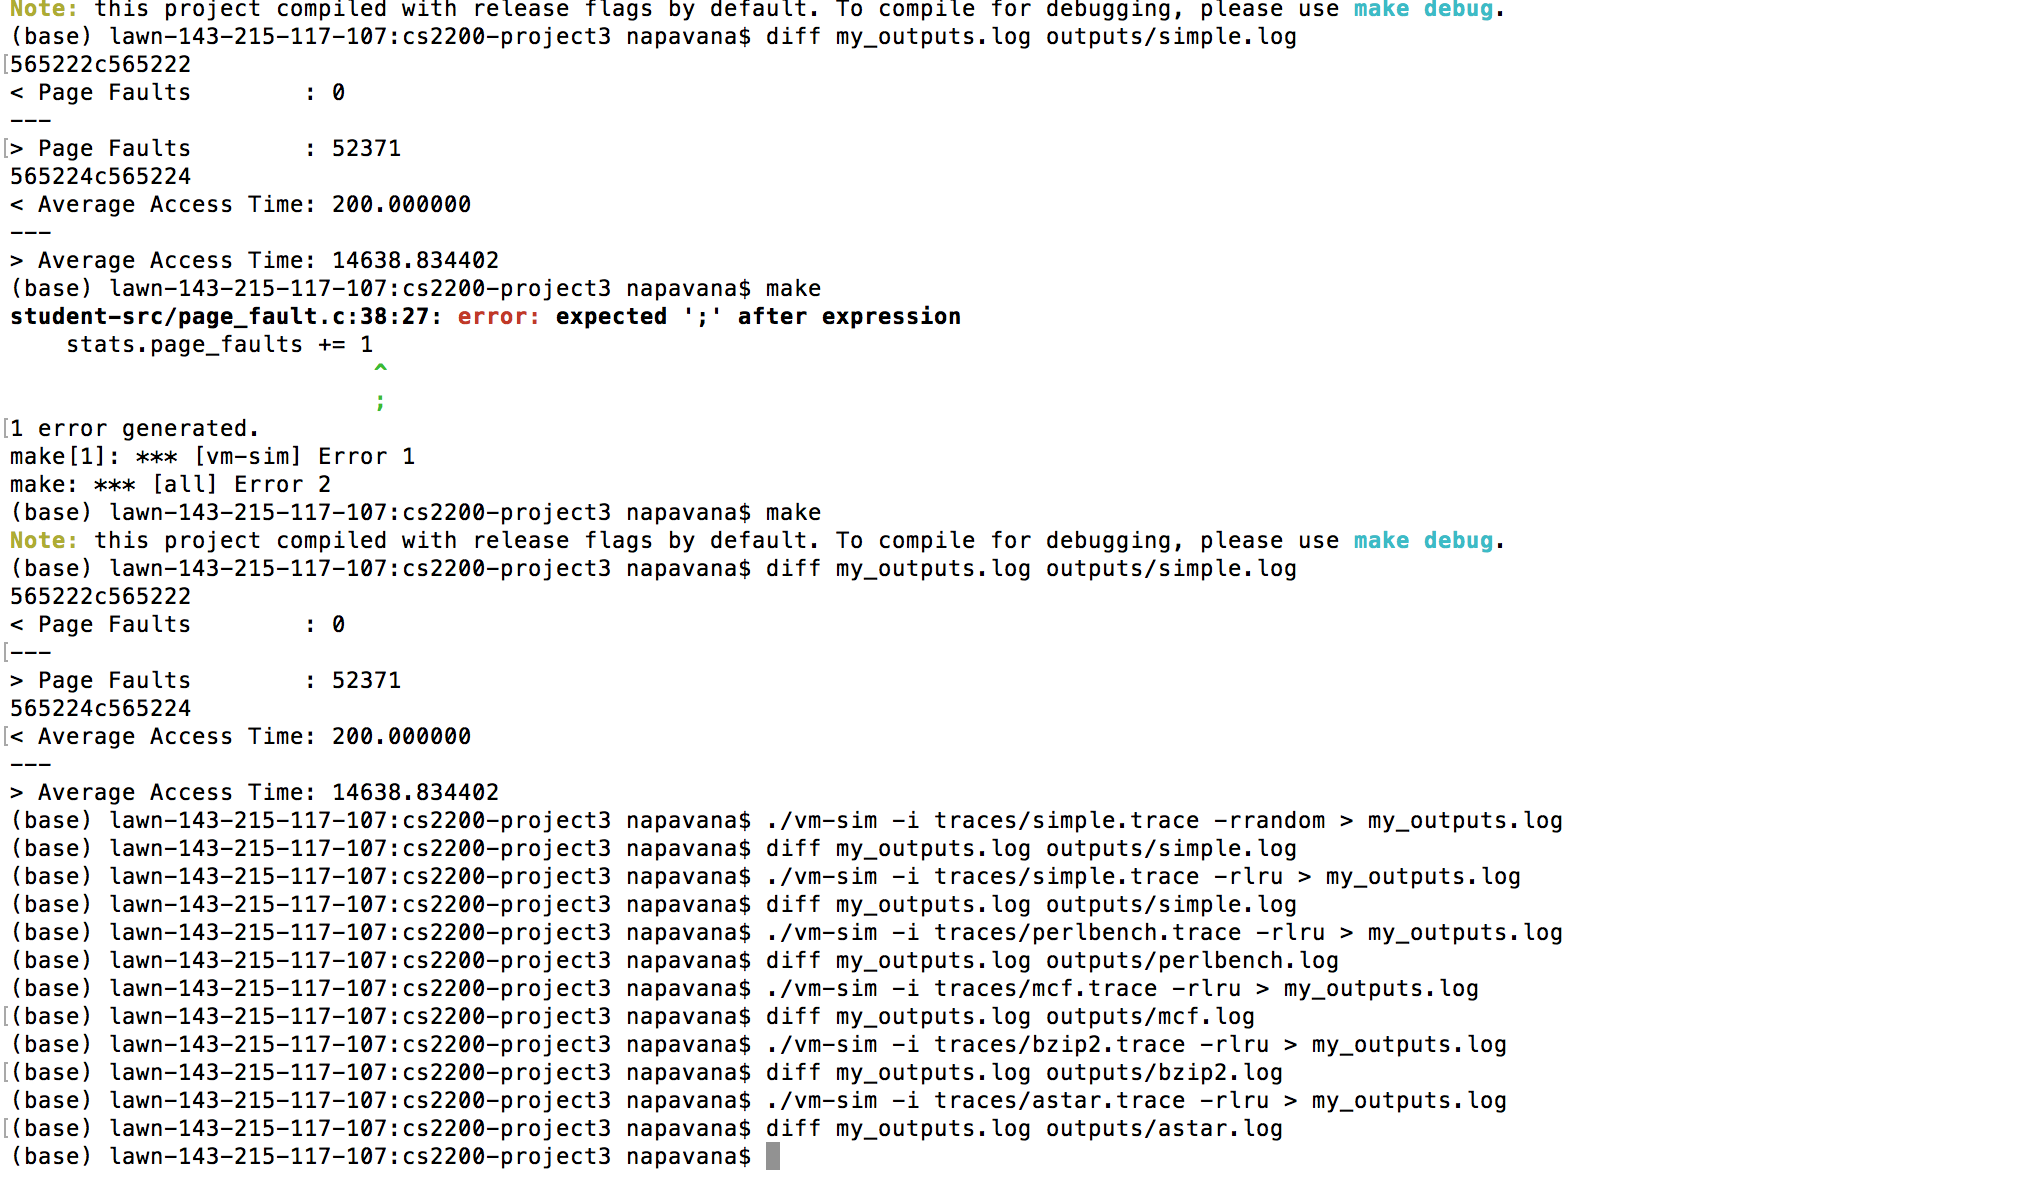 Note: this project compiled with release flags by default. To compile for debugging, please use make debug.
(base) lawn-143-215-117-107:cs2200-project3 napavana$ diff my_outputs.log outputs/simple.log
[565222c565222
< Page Faults        : 0
---
[> Page Faults        : 52371
565224c565224
< Average Access Time: 200.000000
---
> Average Access Time: 14638.834402
(base) lawn-143-215-117-107:cs2200-project3 napavana$ make
student-src/page_fault.c:38:27: error: expected ';' after expression
    stats.page_faults += 1
                          ^
                          ;
[1 error generated.
make[1]: *** [vm-sim] Error 1
make: *** [all] Error 2
(base) lawn-143-215-117-107:cs2200-project3 napavana$ make
Note: this project compiled with release flags by default. To compile for debugging, please use make debug.
(base) lawn-143-215-117-107:cs2200-project3 napavana$ diff my_outputs.log outputs/simple.log
565222c565222
< Page Faults        : 0
[---
> Page Faults        : 52371
565224c565224
[< Average Access Time: 200.000000
---
> Average Access Time: 14638.834402
(base) lawn-143-215-117-107:cs2200-project3 napavana$ ./vm-sim -i traces/simple.trace -rrandom > my_outputs.log
(base) lawn-143-215-117-107:cs2200-project3 napavana$ diff my_outputs.log outputs/simple.log
(base) lawn-143-215-117-107:cs2200-project3 napavana$ ./vm-sim -i traces/simple.trace -rlru > my_outputs.log
(base) lawn-143-215-117-107:cs2200-project3 napavana$ diff my_outputs.log outputs/simple.log
(base) lawn-143-215-117-107:cs2200-project3 napavana$ ./vm-sim -i traces/perlbench.trace -rlru > my_outputs.log
(base) lawn-143-215-117-107:cs2200-project3 napavana$ diff my_outputs.log outputs/perlbench.log
(base) lawn-143-215-117-107:cs2200-project3 napavana$ ./vm-sim -i traces/mcf.trace -rlru > my_outputs.log
[(base) lawn-143-215-117-107:cs2200-project3 napavana$ diff my_outputs.log outputs/mcf.log
(base) lawn-143-215-117-107:cs2200-project3 napavana$ ./vm-sim -i traces/bzip2.trace -rlru > my_outputs.log
[(base) lawn-143-215-117-107:cs2200-project3 napavana$ diff my_outputs.log outputs/bzip2.log
(base) lawn-143-215-117-107:cs2200-project3 napavana$ ./vm-sim -i traces/astar.trace -rlru > my_outputs.log
[(base) lawn-143-215-117-107:cs2200-project3 napavana$ diff my_outputs.log outputs/astar.log
(base) lawn-143-215-117-107:cs2200-project3 napavana$